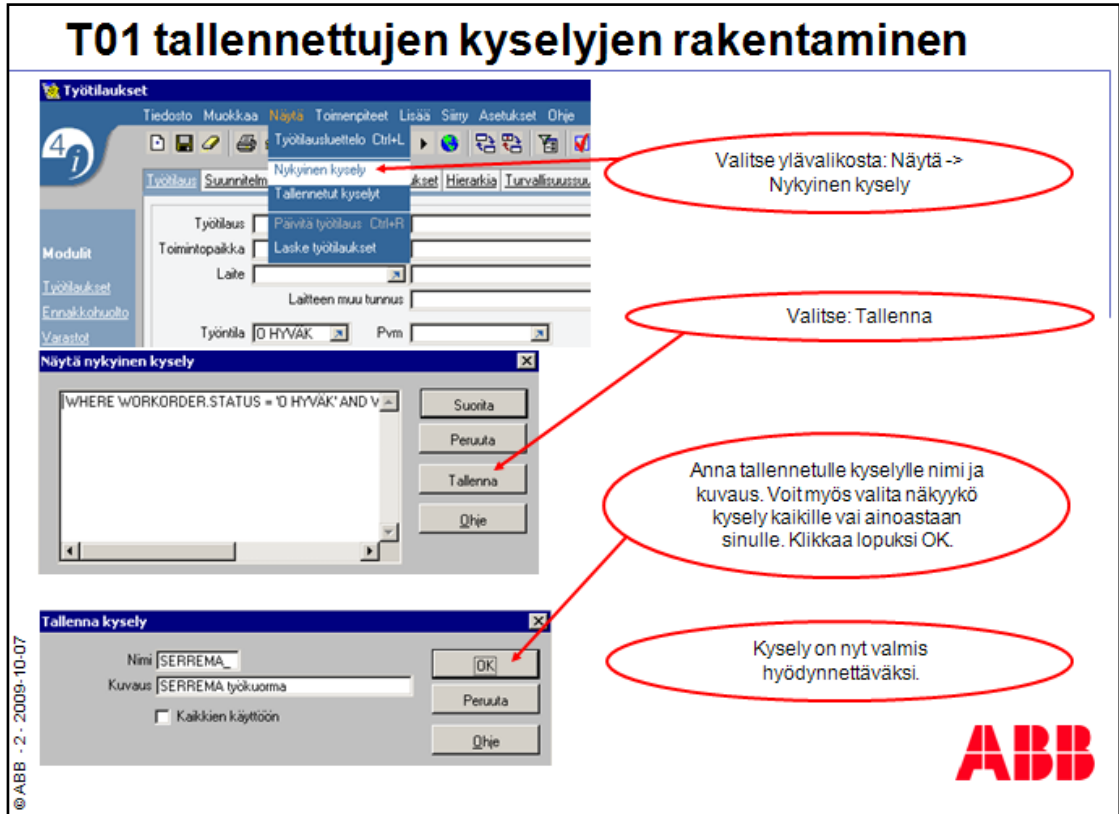 T01 tallennettujen kyselyjen rakentaminen
Työtilaukset
Tiedosto Muokkaa Näytä Toimenpiteet Lisää Siirry Asetukset Ohje
4i)
Työtilausluettelo Ctrl+L
Nykyinen kysely
Tallennetut kyselyt
Päivitä työtilaus Ctrl+R
Laske työtilaukset
Työtilaus Suunnitelm kset Hierarkia Turvallisuussuu
Työtilaus
Modulit
Toimintopaikka
Laite
Työtilaukset
Laitteen muu tunnus
Ennakkohuolto
Varastot
Työntila O HYVÄK Pvm
Valitse ylävalikosta: Näytä ->
Nykyinen kysely
Valitse: Tallenna
Näytä nykyinen kysely
WHERE WORKORDER.STATUS = 'O HYVÄK' AND V
Suorita
Peruuta
Tallenna
Ohje
Anna tallennetulle kyselylle nimi ja
kuvaus. Voit myös valita näkyykö
kysely kaikille vai ainoastaan
sinulle. Klikkaa lopuksi OK.
Tallenna kysely
Nimi SERREMA_
Kuvaus SERREMA työkuorma
Kaikkien käyttöön
OK
Peruuta
Ohje
Kysely on nyt valmis
hyödynnettäväksi.
ABB
© ABB - 2 - 2009-10-07